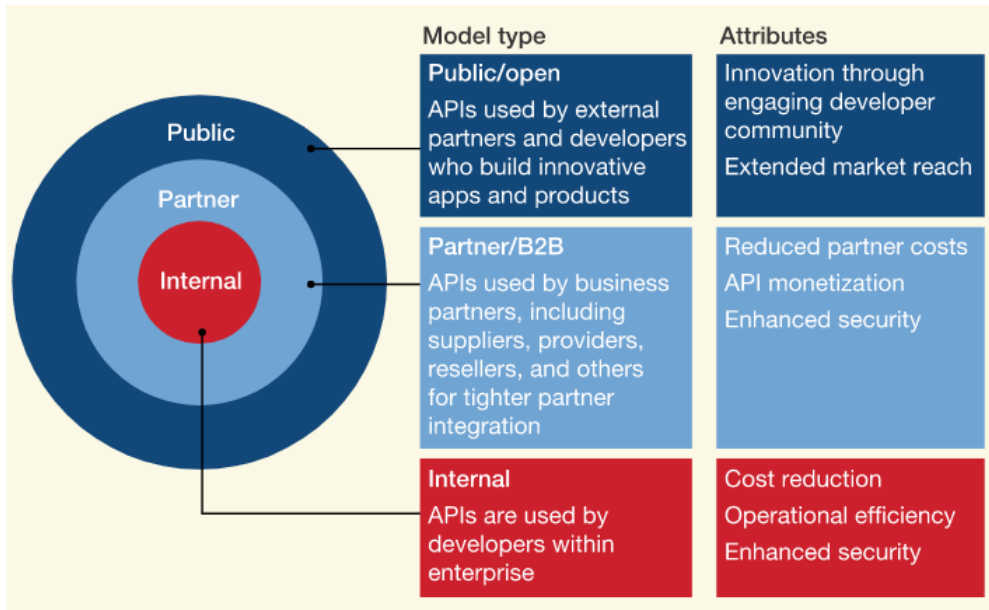 Public
Partner
Internal
Model type
Public/open
APIs used by external
partners and developers
who build innovative
apps and products
Partner/B2B
APIs used by business
partners, including
suppliers, providers,
resellers, and others
for tighter partner
integration
Internal
APIs are used by
developers within
enterprise
Attributes
Innovation through
engaging developer
community
Extended market reach
Reduced partner costs
API monetization
Enhanced security
Cost reduction
Operational efficiency
Enhanced security